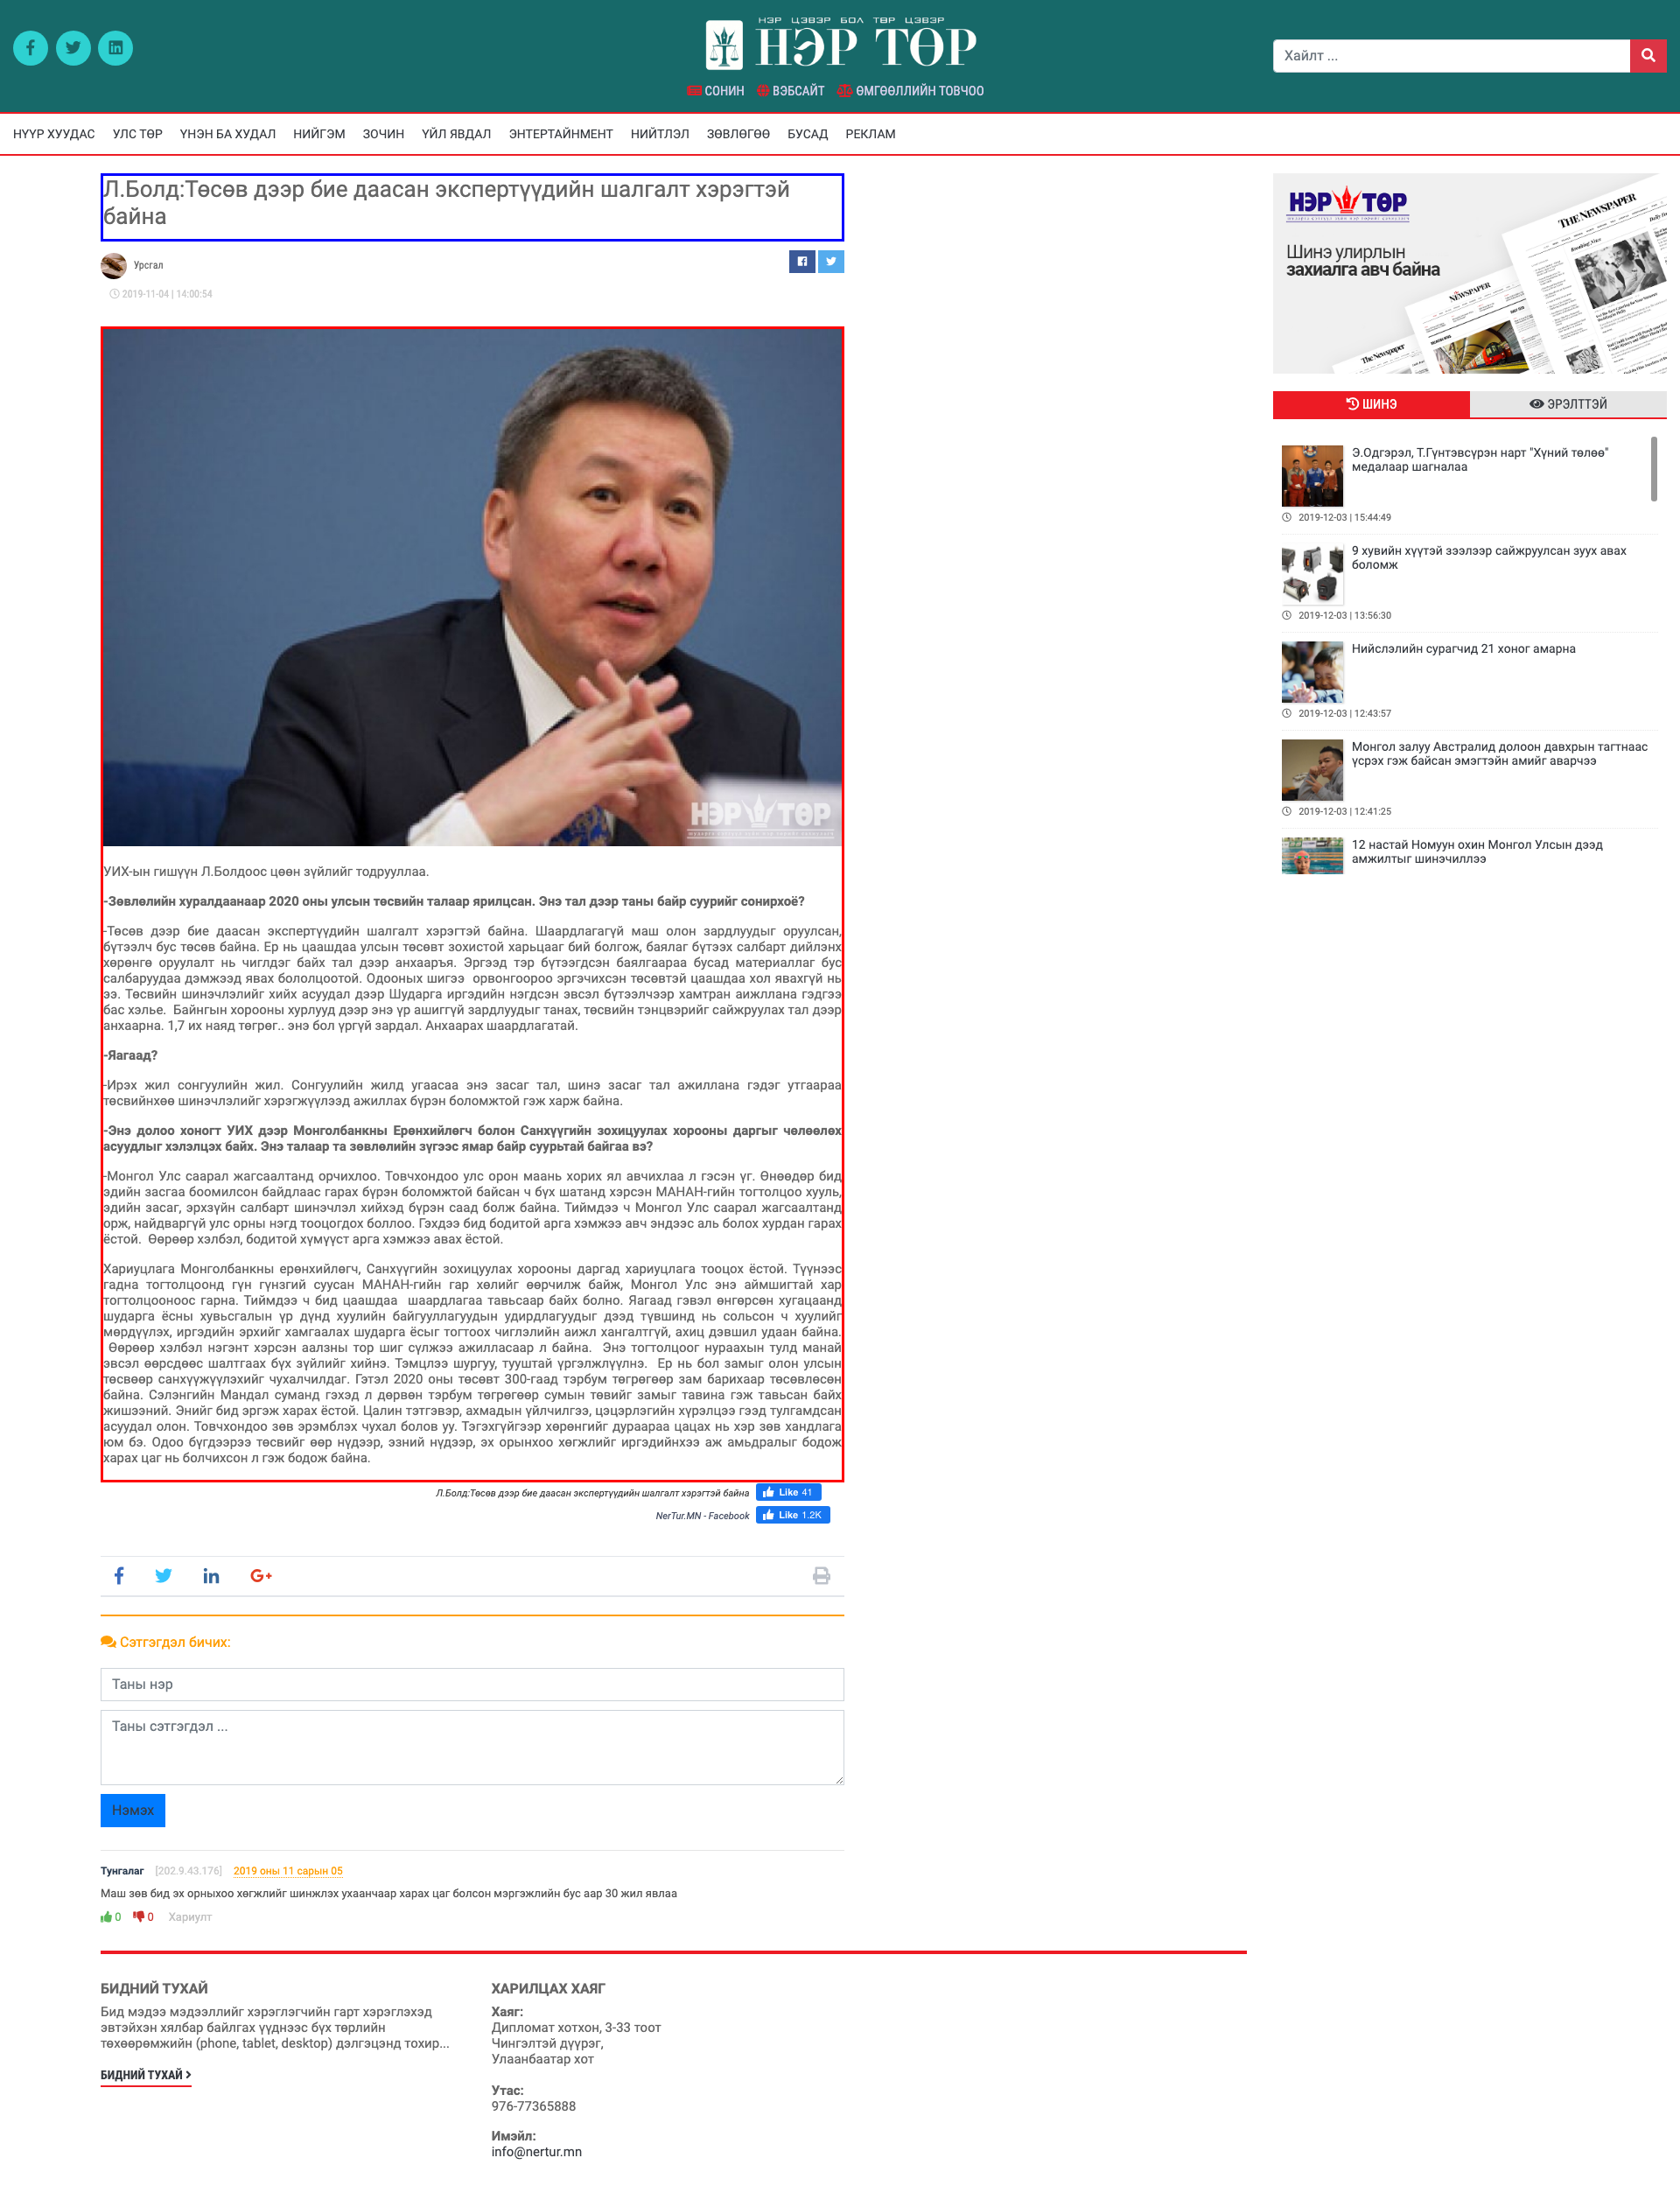 НЭР ЦЭВЭР БОЛ ТӨР ЦЭВЭР
НЭР ТӨР
СОНИН ВЭБСАЙТ ӨМГӨӨЛЛИЙН ТОВЧОО
Хайлт ...
НҮҮР ХУУДАС УЛС ТӨР ҮНЭН БА ХУДАЛ НИЙГЭМ ЗОЧИН ҮЙЛ ЯВДАЛ ЭНТЕРТАЙНМЕНТ НИЙТЛЭЛ ЗӨВЛӨГӨӨ БУСАД РЕКЛАМ
Л.Болд:Төсөв дээр бие даасан экспертүүдийн шалгалт хэрэгтэй
байна
Урсгал
2019-11-04 | 14:00:54
НЭР ТӨР
УИХ-ын гишүүн Л.Болдоос цөөн зүйлийг тодрууллаа.
-Зөвлөлийн хуралдаанаар 2020 оны улсын төсвийн талаар ярилцсан. Энэ тал дээр таны байр суурийг сонирхоё?
-Төсөв дээр бие даасан экспертүүдийн шалгалт хэрэгтэй байна. Шаардлагагүй маш олон зардлуудыг оруулсан,
бүтээлч бус төсөв байна. Ер нь цаашдаа улсын төсөвт зохистой харьцааг бий болгож, баялаг бүтээх салбарт дийлэнх
хөрөнгө оруулалт нь чиглдэг байх тал дээр анхааръя. Эргээд тэр бүтээгдсэн баялгаараа бусад материаллаг бус
салбаруудаа дэмжээд явах бололцоотой. Одооных шигээ орвонгоороо эргэчихсэн төсөвтэй цаашдаа хол явахгүй нь
ээ. Төсвийн шинэчлэлийг хийх асуудал дээр Шударга иргэдийн нэгдсэн эвсэл бүтээлчээр хамтран аижллана гэдгээ
бас хэлье. Байнгын хорооны хурлууд дээр энэ үр ашиггүй зардлуудыг танах, төсвийн тэнцвэрийг сайжруулах тал дээр
анхаарна. 1,7 их наяд төгрөг.. энэ бол үргүй зардал. Анхаарах шаардлагатай.
-Яагаад?
-Ирэх жил сонгуулийн жил. Сонгуулийн жилд угаасаа энэ засаг тал, шинэ засаг тал ажиллана гэдэг утгаараа
төсвийнхөө шинэчлэлийг хэрэгжүүлээд ажиллах бүрэн боломжтой гэж харж байна.
-Энэ долоо хоногт УИХ дээр Монголбанкны Ерөнхийлөгч болон Санхүүгийн зохицуулах хорооны даргыг чөлөөлөх
асуудлыг хэлэлцэх байх. Энэ талаар та зөвлөлийн зүгээс ямар байр суурьтай байгаа вэ?
-Монгол Улс саарал жагсаалтанд орчихлоо. Товчхондоо улс орон маань хорих ял авчихлаа л гэсэн үг. Өнөөдөр бид
эдийн засгаа боомилсон байдлаас гарах бүрэн боломжтой байсан ч бүх шатанд хэрсэн МАНАН-гийн тогтолцоо хууль,
эдийн засаг, эрхзүйн салбарт шинэчлэл хийхэд бүрэн саад болж байна. Тиймдээ ч Монгол Улс саарал жагсаалтанд
орж, найдваргүй улс орны нэгд тооцогдох боллоо. Гэхдээ бид бодитой арга хэмжээ авч эндээс аль болох хурдан гарах
ёстой. Өөрөөр хэлбэл, бодитой хүмүүст арга хэмжээ авах ёстой.
Хариуцлага Монголбанкны ерөнхийлөгч, Санхүүгийн зохицуулах хорооны даргад хариуцлага тооцох ёстой. Түүнээс
гадна тогтолцоонд гүн гүнзгий суусан МАНАН-гийн гар хөлийг өөрчилж байж, Монгол Улс энэ аймшигтай хар
тогтолцооноос гарна. Тиймдээ ч бид цаашдаа шаардлагаа тавьсаар байх болно. Яагаад гэвэл өнгөрсөн хугацаанд
шударга ёсны хувьсгалын үр дүнд хуулийн байгууллагуудын удирдлагуудыг дээд түвшинд нь сольсон ч хуулийг
мөрдүүлэх, иргэдийн эрхийг хамгаалах шударга ёсыг тогтоох чиглэлийн аижл хангалтгүй, ахиц дэвшил удаан байна.
Өөрөөр хэлбэл нэгэнт хэрсэн аалзны тор шиг сүлжээ ажилласаар л байна. Энэ тогтолцоог нураахын тулд манай
эвсэл өөрсдөөс шалтгаах бүх зүйлийг хийнэ. Тэмцлээ шургуу, тууштай үргэлжлүүлнэ. Ер нь бол замыг олон улсын
төсвөөр санхүүжүүлэхийг чухалчилдаг. Гэтэл 2020 оны төсөвт 300-гаад тэрбум төгрөгөөр зам барихаар төсөвлөсөн
байна. Сэлэнгийн Мандал суманд гэхэд л дөрвөн тэрбум төгрөгөөр сумын төвийг замыг тавина гэж тавьсан байх
жишээний. Энийг бид эргэж харах ёстой. Цалин тэтгэвэр, ахмадын үйлчилгээ, цэцэрлэгийн хүрэлцээ гээд тулгамдсан
асуудал олон. Товчхондоо зөв эрэмблэх чухал болов уу. Тэгэхгүйгээр хөрөнгийг дураараа цацах нь хэр зөв хандлага
юм бэ. Одоо бүгдээрээ төсвийг өөр нүдээр, эзний нүдээр, эх орынхоо хөгжлийг иргэдийнхээ аж амьдралыг бодож
харах цаг нь болчихсон л гэж бодож байна.
Л.Болд:Төсөв дээр бие даасан экспертүүдийн шалгалт хэрэгтэй байна Like 41
NerTur.MN - Facebook Like 1.2K
Сэтгэгдэл бичих:
Таны нэр
Таны сэтгэгдэл ...
Нэмэх
Тунгалаг [202.9.43.176] 2019 оны 11 сарын 05
Маш зөв бид эх орныхоо хөгжлийг шинжлэх ухаанчаар харах цаг болсон мэргэжлийн бус аар 30 жил явлаа
0 0 Хариулт
НЭР ТӨР
Шинэ улирлын
захиалга авч байна
THE NEWSPAPER
NEWSPAPER
The Newspaper
ШИНЭ ЭРЭЛТТЭЙ
Э.Одгэрэл, Т.Гүнтэвсүрэн нарт "Хүний төлөө"
медалаар шагналаа
2019-12-03 | 15:44:49
9 хувийн хүүтэй зээлээр сайжруулсан зуух авах
боломж
2019-12-03 | 13:56:30
Нийслэлийн сурагчид 21 хоног амарна
2019-12-03 | 12:43:57
Монгол залуу Австралид долоон давхрын тагтнаас
үсрэх гэж байсан эмэгтэйн амийг аварчээ
2019-12-03 | 12:41:25
12 настай Номуун охин Монгол Улсын дээд
амжилтыг шинэчиллээ
БИДНИЙ ТУХАЙ
Бид мэдээ мэдээллийг хэрэглэгчийн гарт хэрэглэхэд
эвтэйхэн хялбар байлгах үүднээс бүх төрлийн
төхөөрөмжийн (phone, tablet, desktop) дэлгэцэнд тохир...
БИДНИЙ ТУХАЙ
ХАРИЛЦАХ ХАЯГ
Хаяг:
Дипломат хотхон, 3-33 тоот
Чингэлтэй дүүрэг,
Улаанбаатар хот
Утас:
976-77365888
Имэйл:
info@nertur.mn